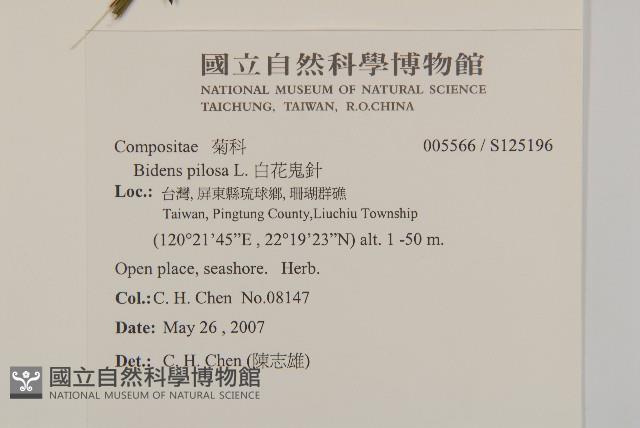 國立自然科學博物館
NATIONAL MUSEUM OF NATURAL SCIENCE
TAICHUNG, TAIWAN, R.O.CHINA
Compositae 菊科 005566 / S125196
Bidens pilosa L. 白花鬼針
Loc.: 台灣, 屏東縣琉球鄉, 珊瑚群礁
Taiwan, Pingtung County,Liuchiu Township
(120°21’45”E , 22°19’23”N) alt. 1 -50 m.
Open place, seashore. Herb.
Col.: C. H. Chen No.08147
Date: May 26 , 2007
Det.: C. H. Chen (陳志雄)
國立自然科學博物館
NATIONAL MUSEUM OF NATURAL SCIENCE